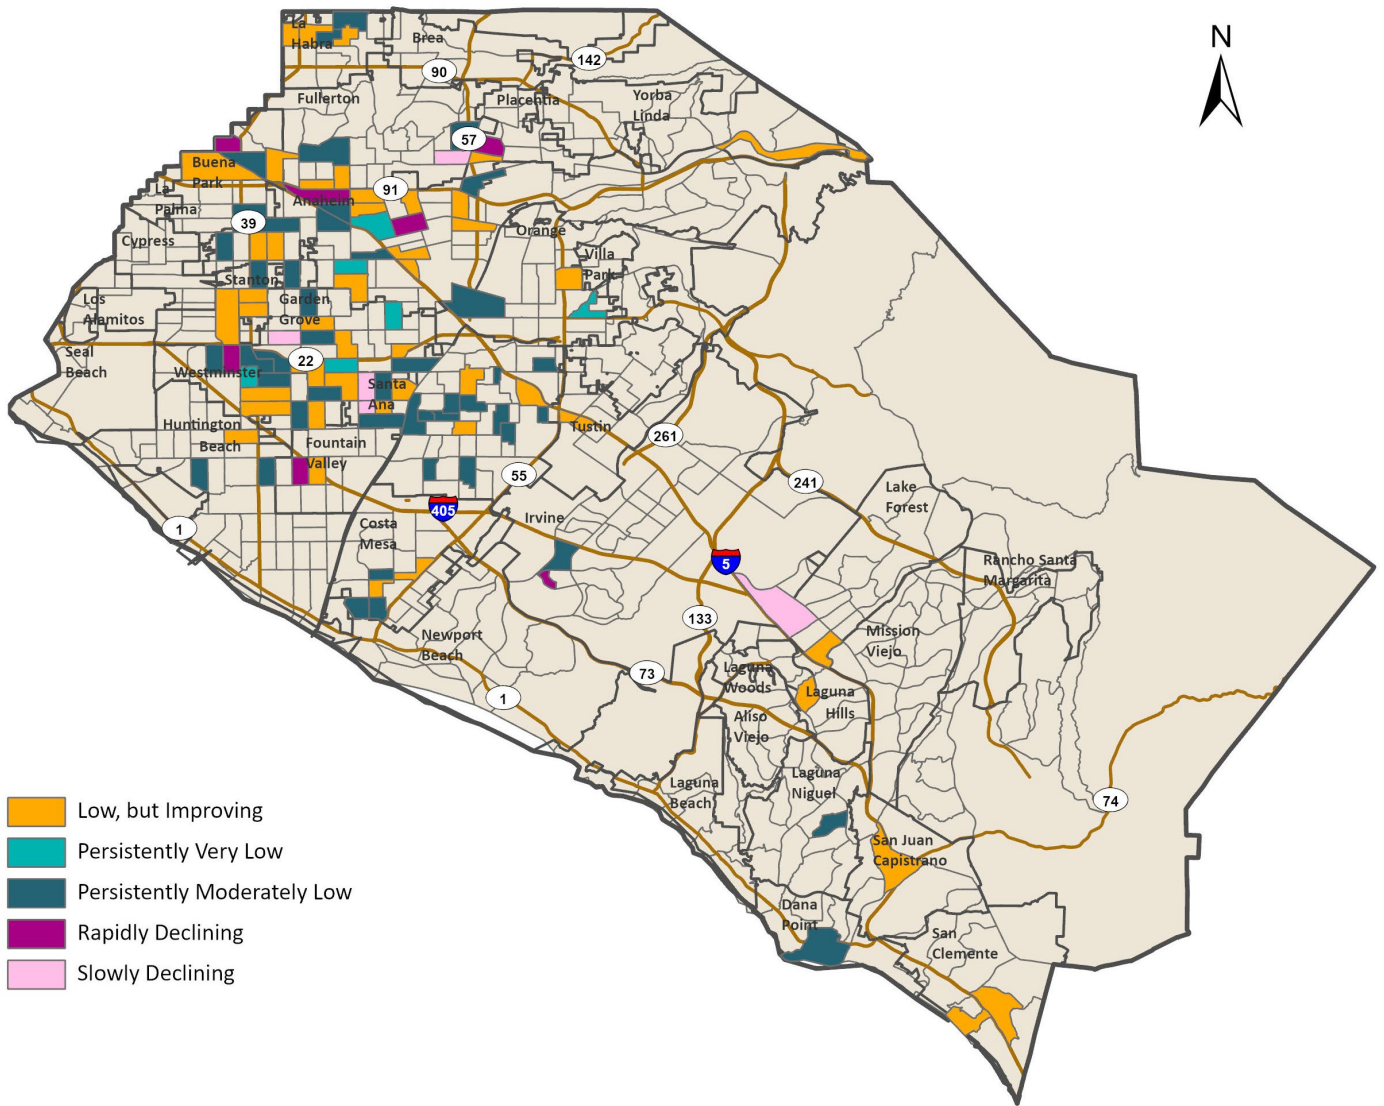 N
La
Habra
Brea
142
90
Fullerton
Placentia
Yorba
Linda
57
Buena
Park
La
Palma
91
Anaheim
39
Orange
Cypress
Villa
Park
Stanton
Los
Alamitos
Garden
Grove
Seal
Beach
22
Westminster
Santa
Ana
Huntington
Beach
Tustin
261
Fountain
Valley
55
241
Lake
Forest
405
1
Costa
Mesa
Irvine
5
Rancho Santa
Margarita
133
Newport
Beach
Mission
Viejo
73
Laguna
Woods
1
Laguna
Hills
Aliso
Viejo
Laguna
Beach
Laguna
Niguel
74
San Juan
Capistrano
Dana
Point
San
Clemente
Low, but Improving
Persistently Very Low
Persistently Moderately Low
Rapidly Declining
Slowly Declining